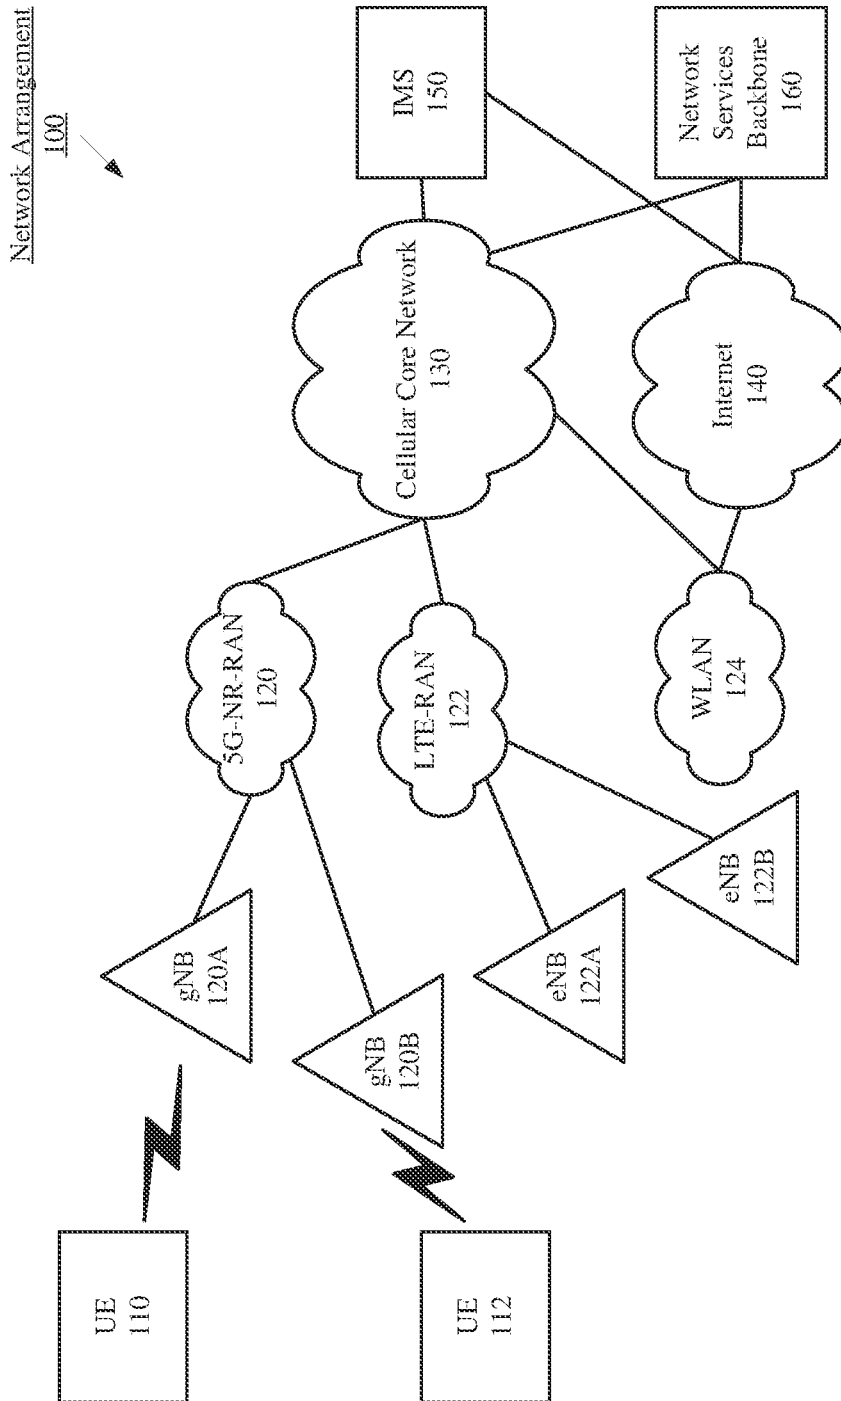 Network Arrangement
100
UE
110
UE
112
gNB
120A
gNB
120B
eNB
122A
eNB
122B
5G-NR-RAN
120
LTE-RAN
122
WLAN
124
Cellular Core Network
130
Internet
140
IMS
150
Network
Services
Backbone
160